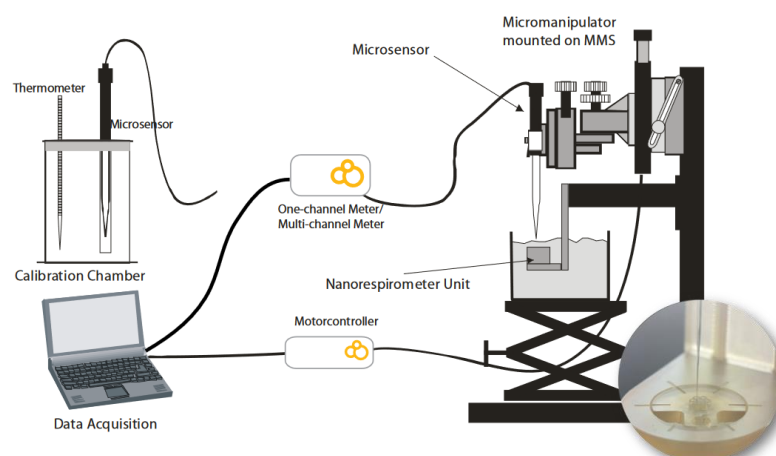 Micromanipulator
mounted on MMS
Microsensor
Thermometer
Microsensor
One-channel Meter/
Multi-channel Meter
Calibration Chamber
Nanorespirometer Unit
Motorcontroller
Data Acquisition